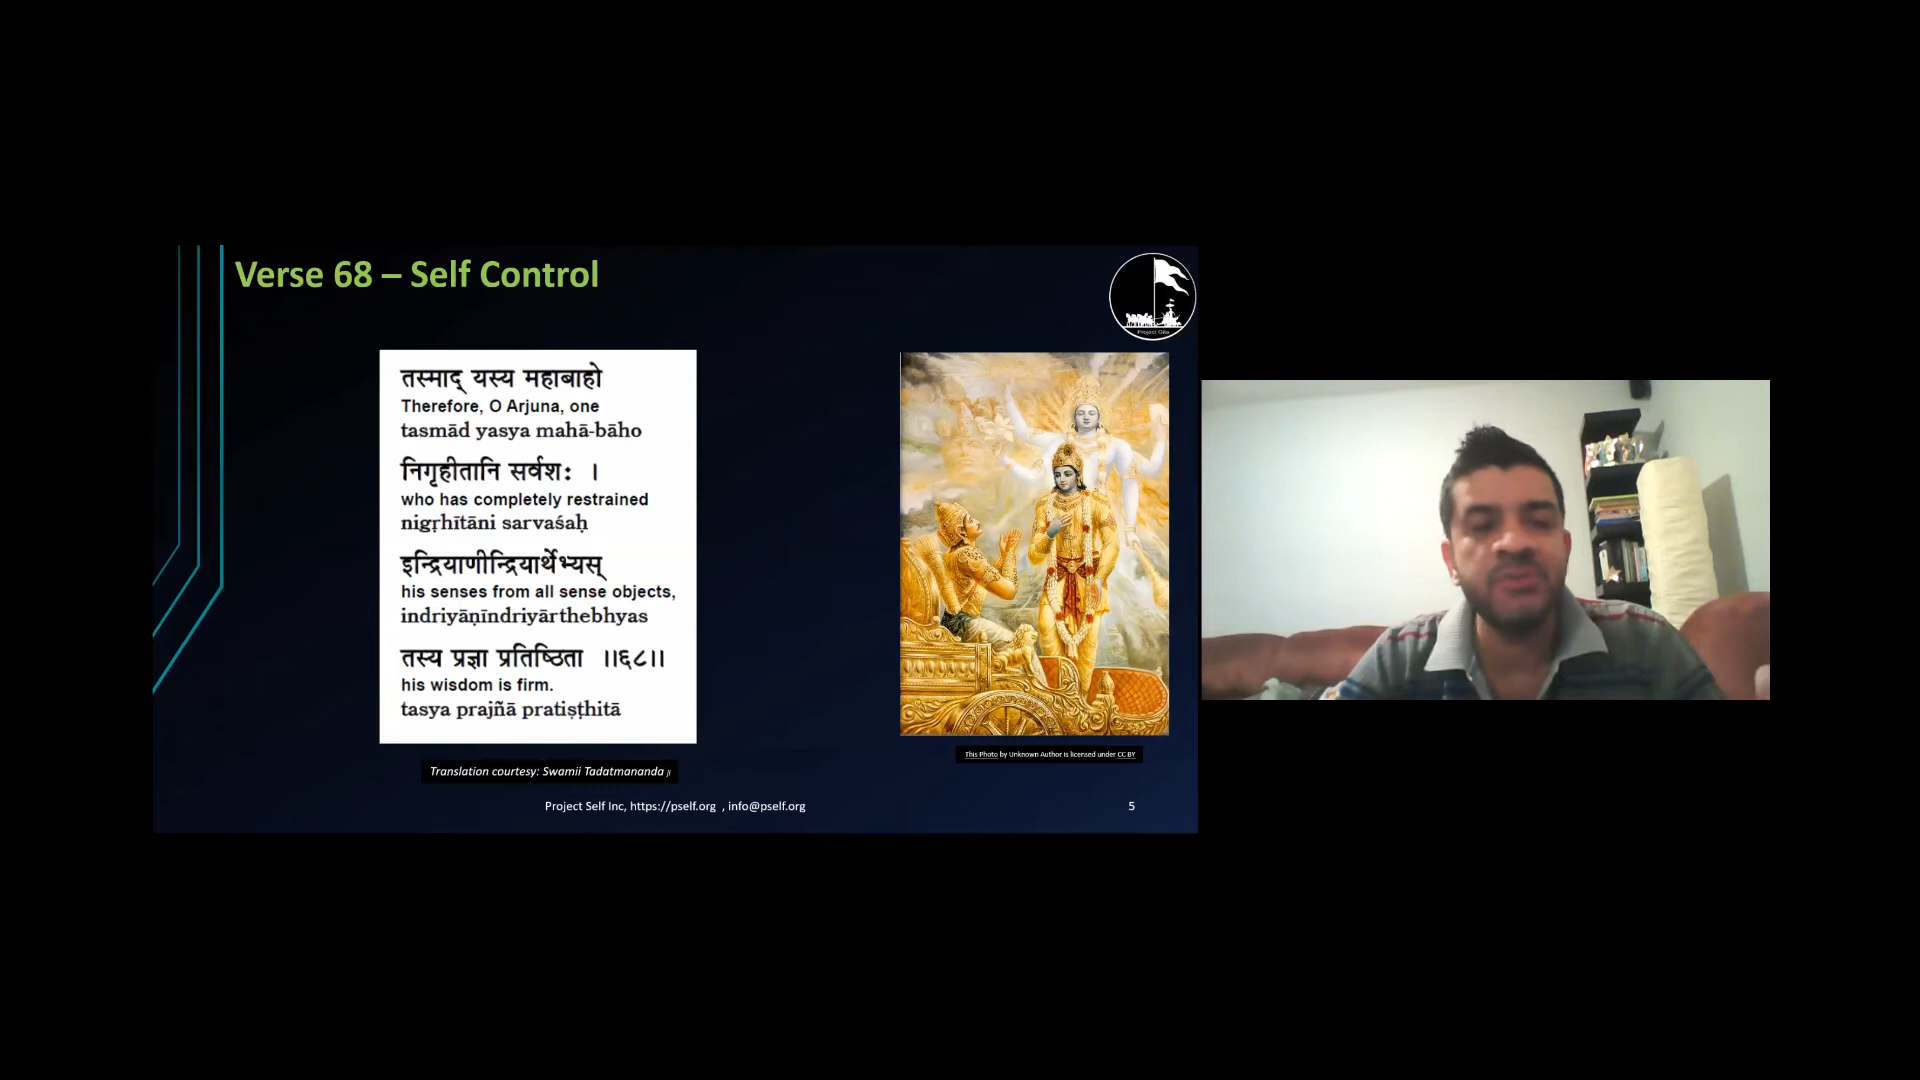 Verse 68 – Self Control
तस्माद् यस्य महाबाहो
Therefore, O Arjuna, one
tasmād yasya mahā-bāho
निगृहीतानि सर्वशः ।
who has completely restrained
nigṛhītāni sarvaśaḥ
इन्द्रियाणीन्द्रियार्थेभ्यस्
his senses from all sense objects,
indriyāṇīndriyārthebhyas
तस्य प्रज्ञा प्रतिष्ठिता ॥६८॥
his wisdom is firm.
tasya prajñā pratiṣṭhitā
Translation courtesy: Swamii Tadatmananda ji
Project Gita
This Photo by Unknown Author is licensed under CC BY
Project Self Inc, https://pself.org , info@pself.org
5